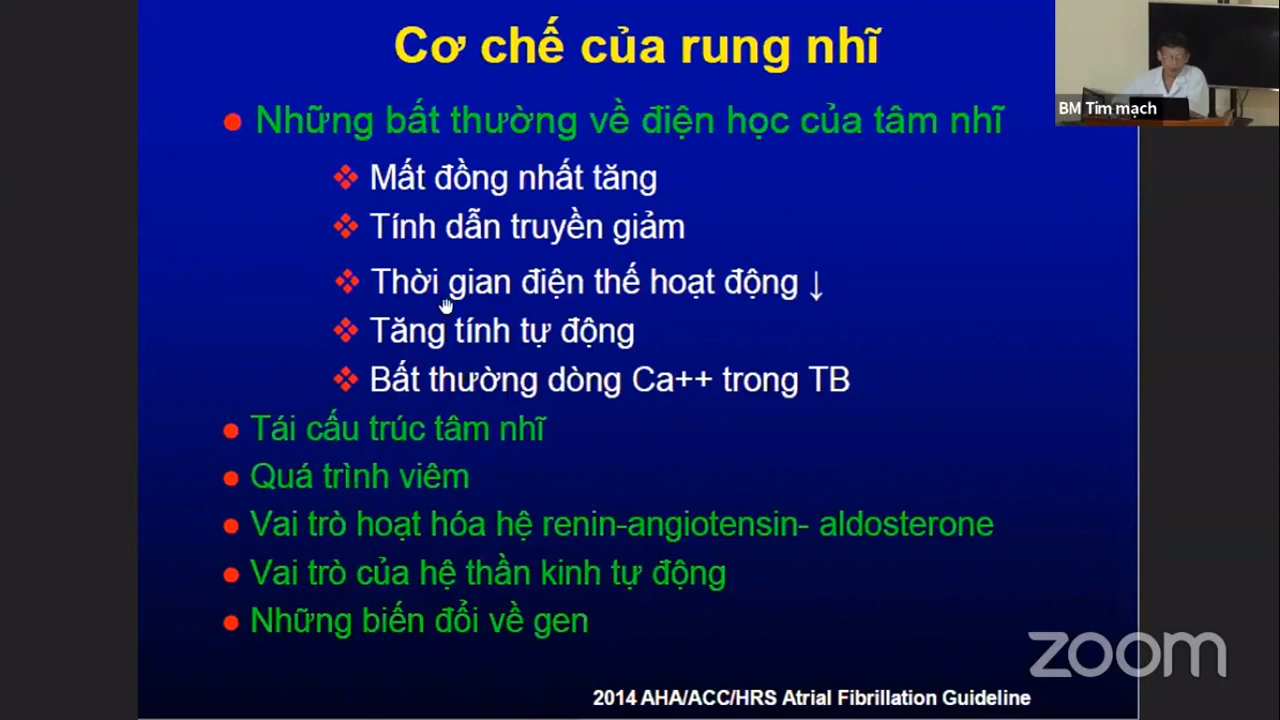 Cơ chế của rung nhĩ
BM Tim mạch
Những bất thường về điện học của tâm nhĩ
Mất đồng nhất tăng
Tính dẫn truyền giảm
Thời gian điện thế hoạt động ↓
Tăng tính tự động
Bất thường dòng Ca++ trong TB
Tái cấu trúc tâm nhĩ
Quá trình viêm
Vai trò hoạt hóa hệ renin-angiotensin- aldosterone
Vai trò của hệ thần kinh tự động
Những biến đổi về gen
zoom
2014 AHA/ACC/HRS Atrial Fibrillation Guideline